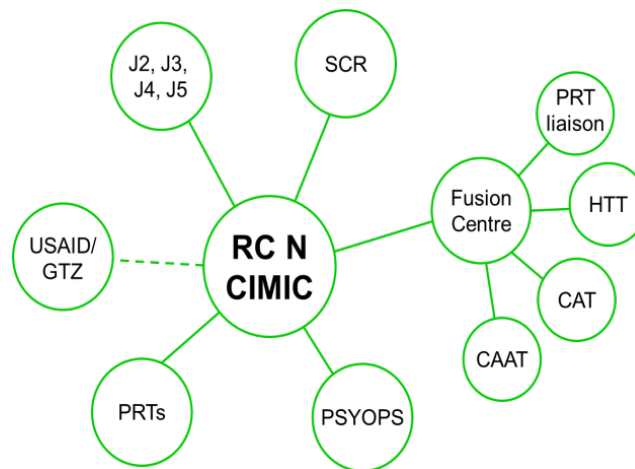 J2, J3,
J4, J5
SCR
PRT
liaison
Fusion
Centre
HTT
RC N
CIMIC
USAID/
GTZ
CAT
CAAT
PRTs
PSYOPS